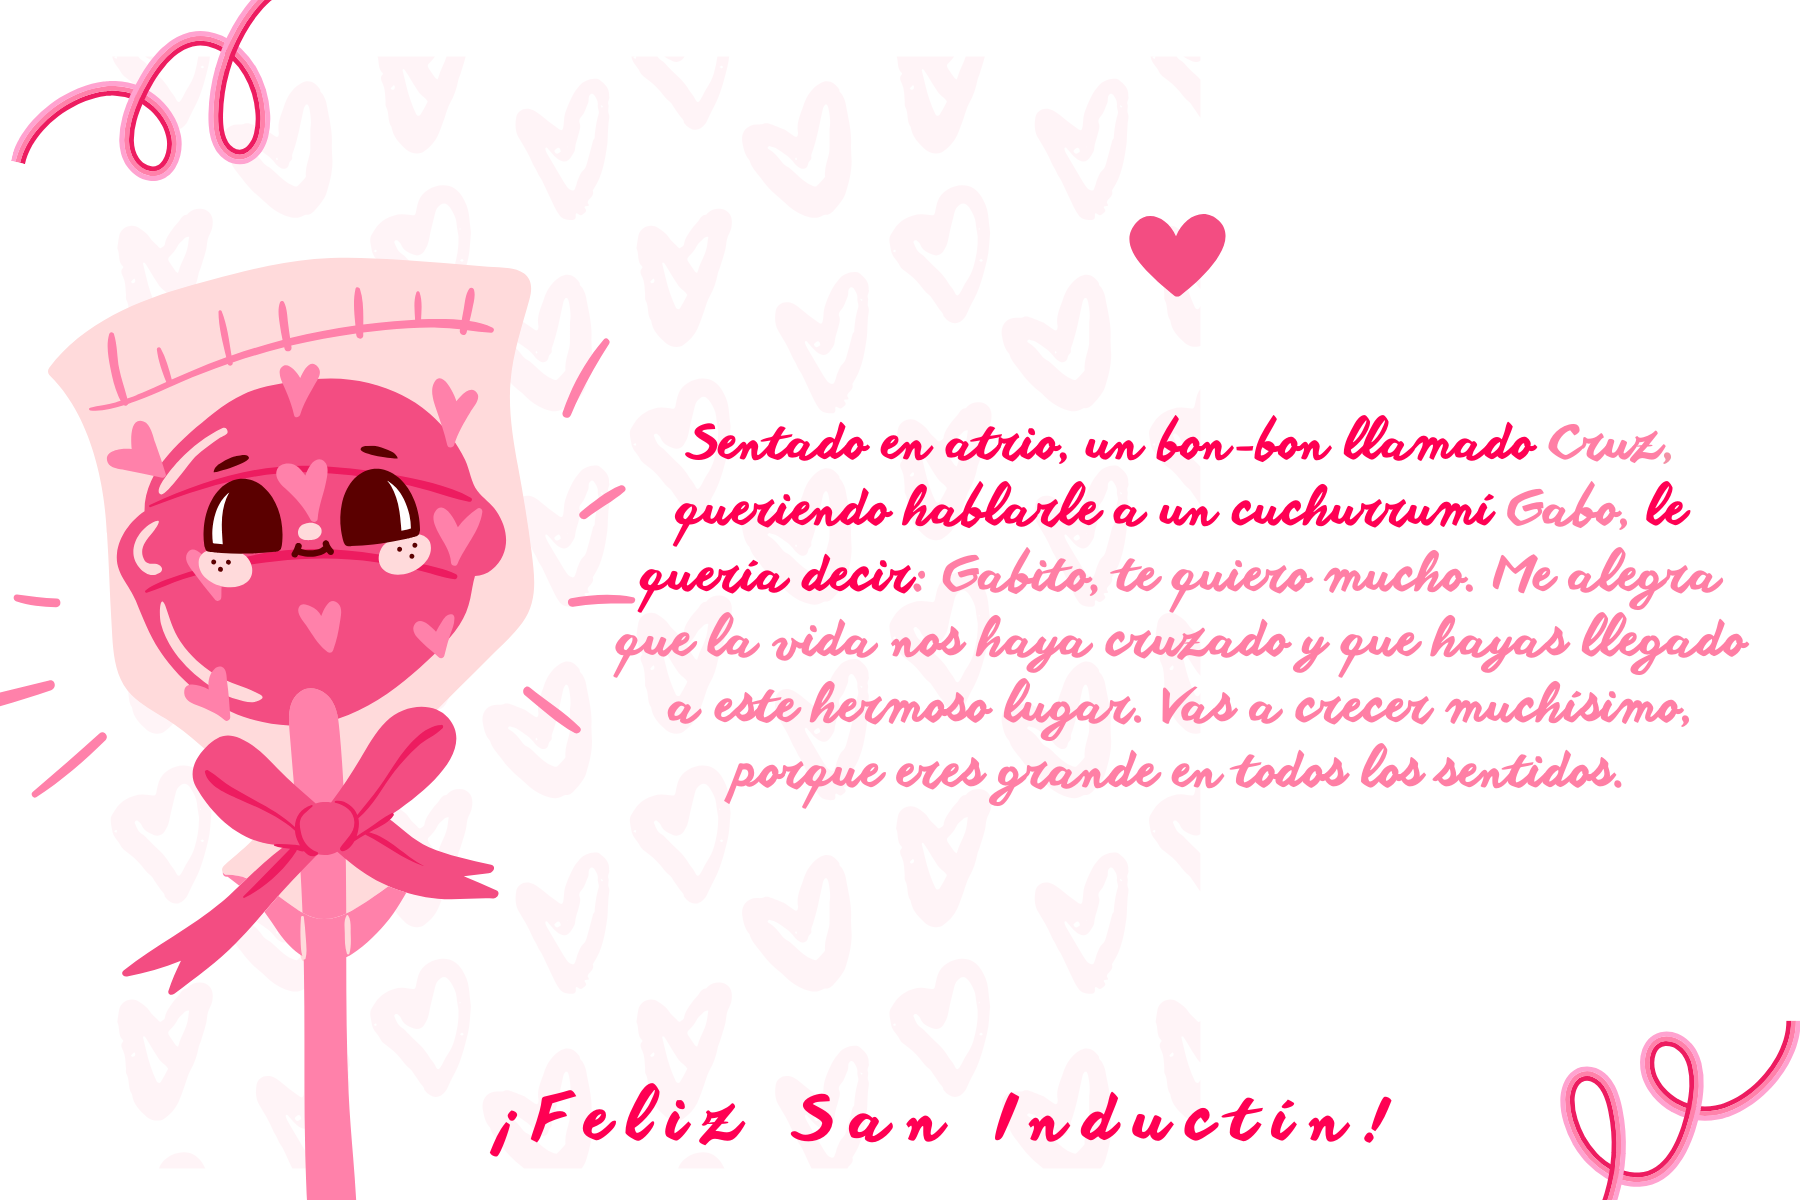 Sentado en atrio, un bon-bon llamado Cruz,
queriendo hablarle a un cuchurrumí Gabo, le
quería decir: Gabito, te quiero mucho. Me alegra
que la vida nos haya cruzado y que hayas llegado
a este hermoso lugar. Vas a crecer muchísimo,
porque eres grande en todos los sentidos.
¡Feliz San Inductín!